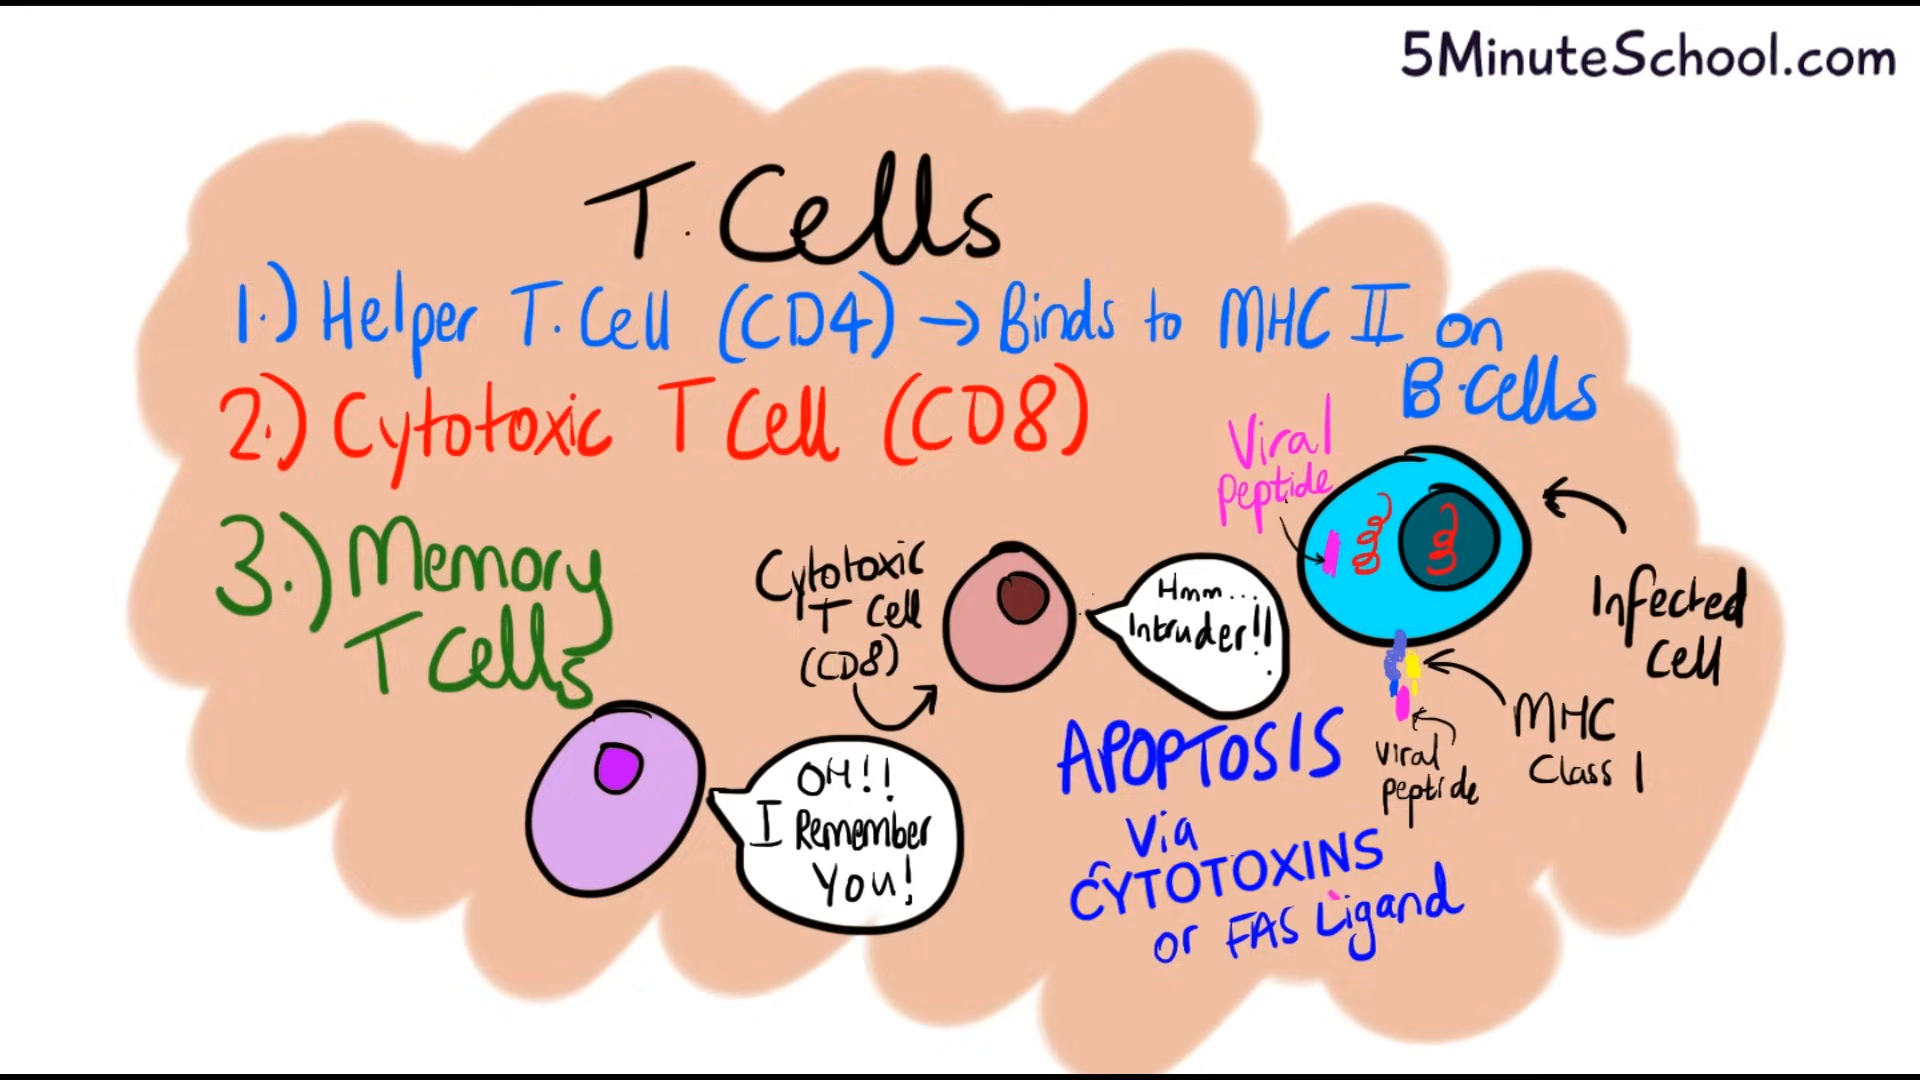 5MinuteSchool.com
T. Cells
1.) Helper T. Cell (CD4) → Binds to MHC II on
B. Cells
2.) Cytotoxic T Cell (CD8)
Viral
Peptide
3.) Memory
T Cells
Cytotoxic
T Cell
(CD8)
Hmm...
Intruder!!
Infected
Cell
MHC
Class 1
Viral
peptide
OH!!
I Remember
You!
APOPTOSIS
Via
CYTOTOXINS
or FAS Ligand